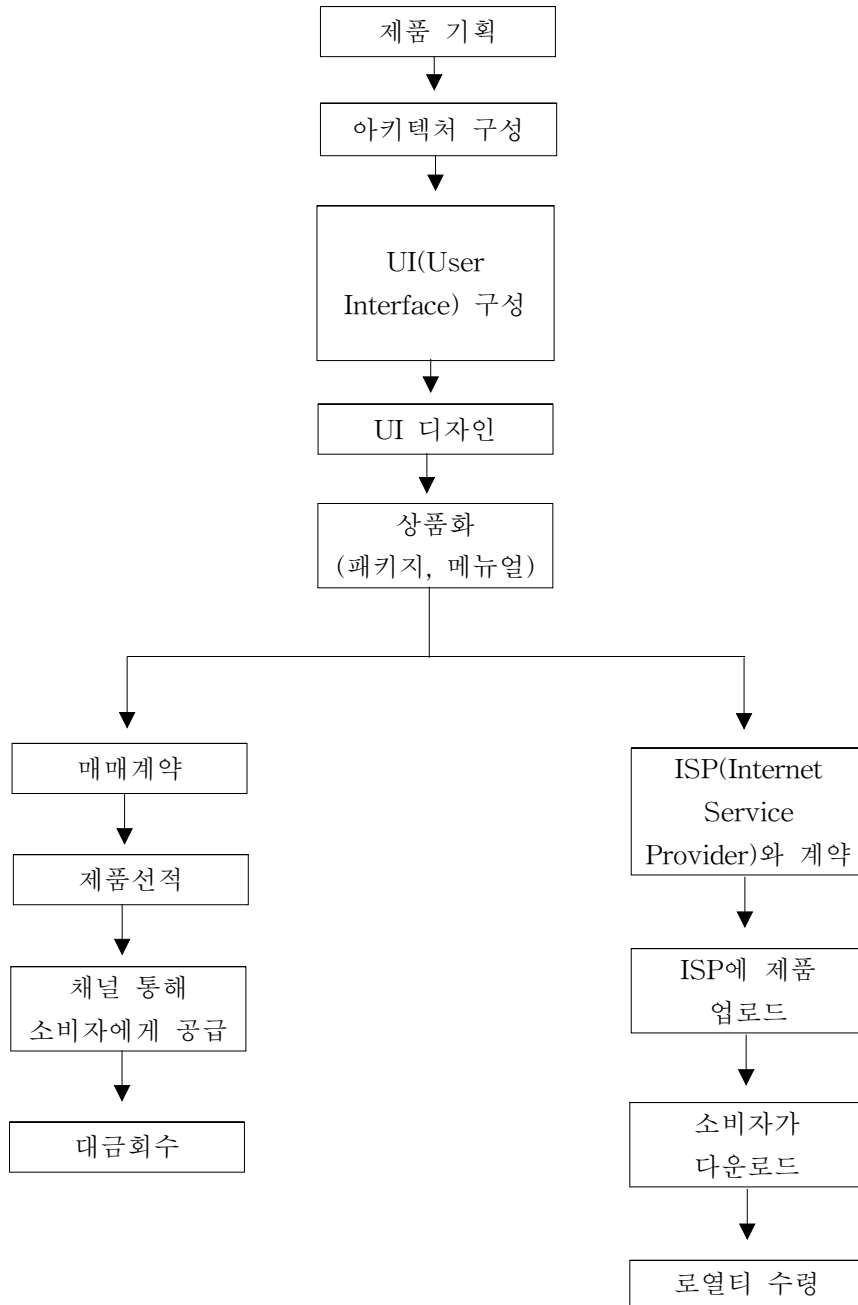 제품 기획
아키텍처 구성
UI(User
Interface) 구성
UI 디자인
상품화
(패키지, 메뉴얼)
매매계약
제품선적
채널 통해
소비자에게 공급
대금회수
ISP(Internet
Service
Provider)와 계약
ISP에 제품
업로드
소비자가
다운로드
로열티 수령